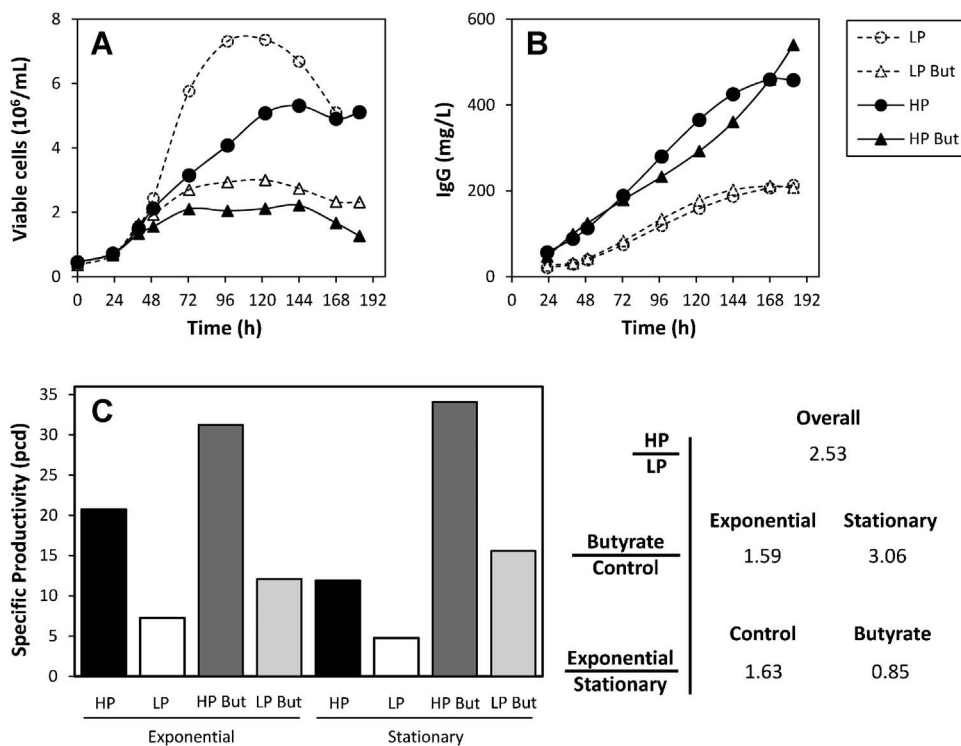 A
Viable cells (10⁶/mL)
8
6
4
2
0
0 24 48 72 96 120 144 168 192
Time (h)
B
IgG (mg/L)
600
400
200
0
0 24 48 72 96 120 144 168 192
Time (h)
LP
LP But
HP
HP But
C
Specific Productivity (pcd)
35
30
25
20
15
10
5
0
HP LP HP But LP But HP LP HP But LP But
Exponential Stationary
Overall
HP
LP
2.53
Exponential Stationary
Butyrate
Control
1.59 3.06
Control Butyrate
Exponential
Stationary
1.63 0.85